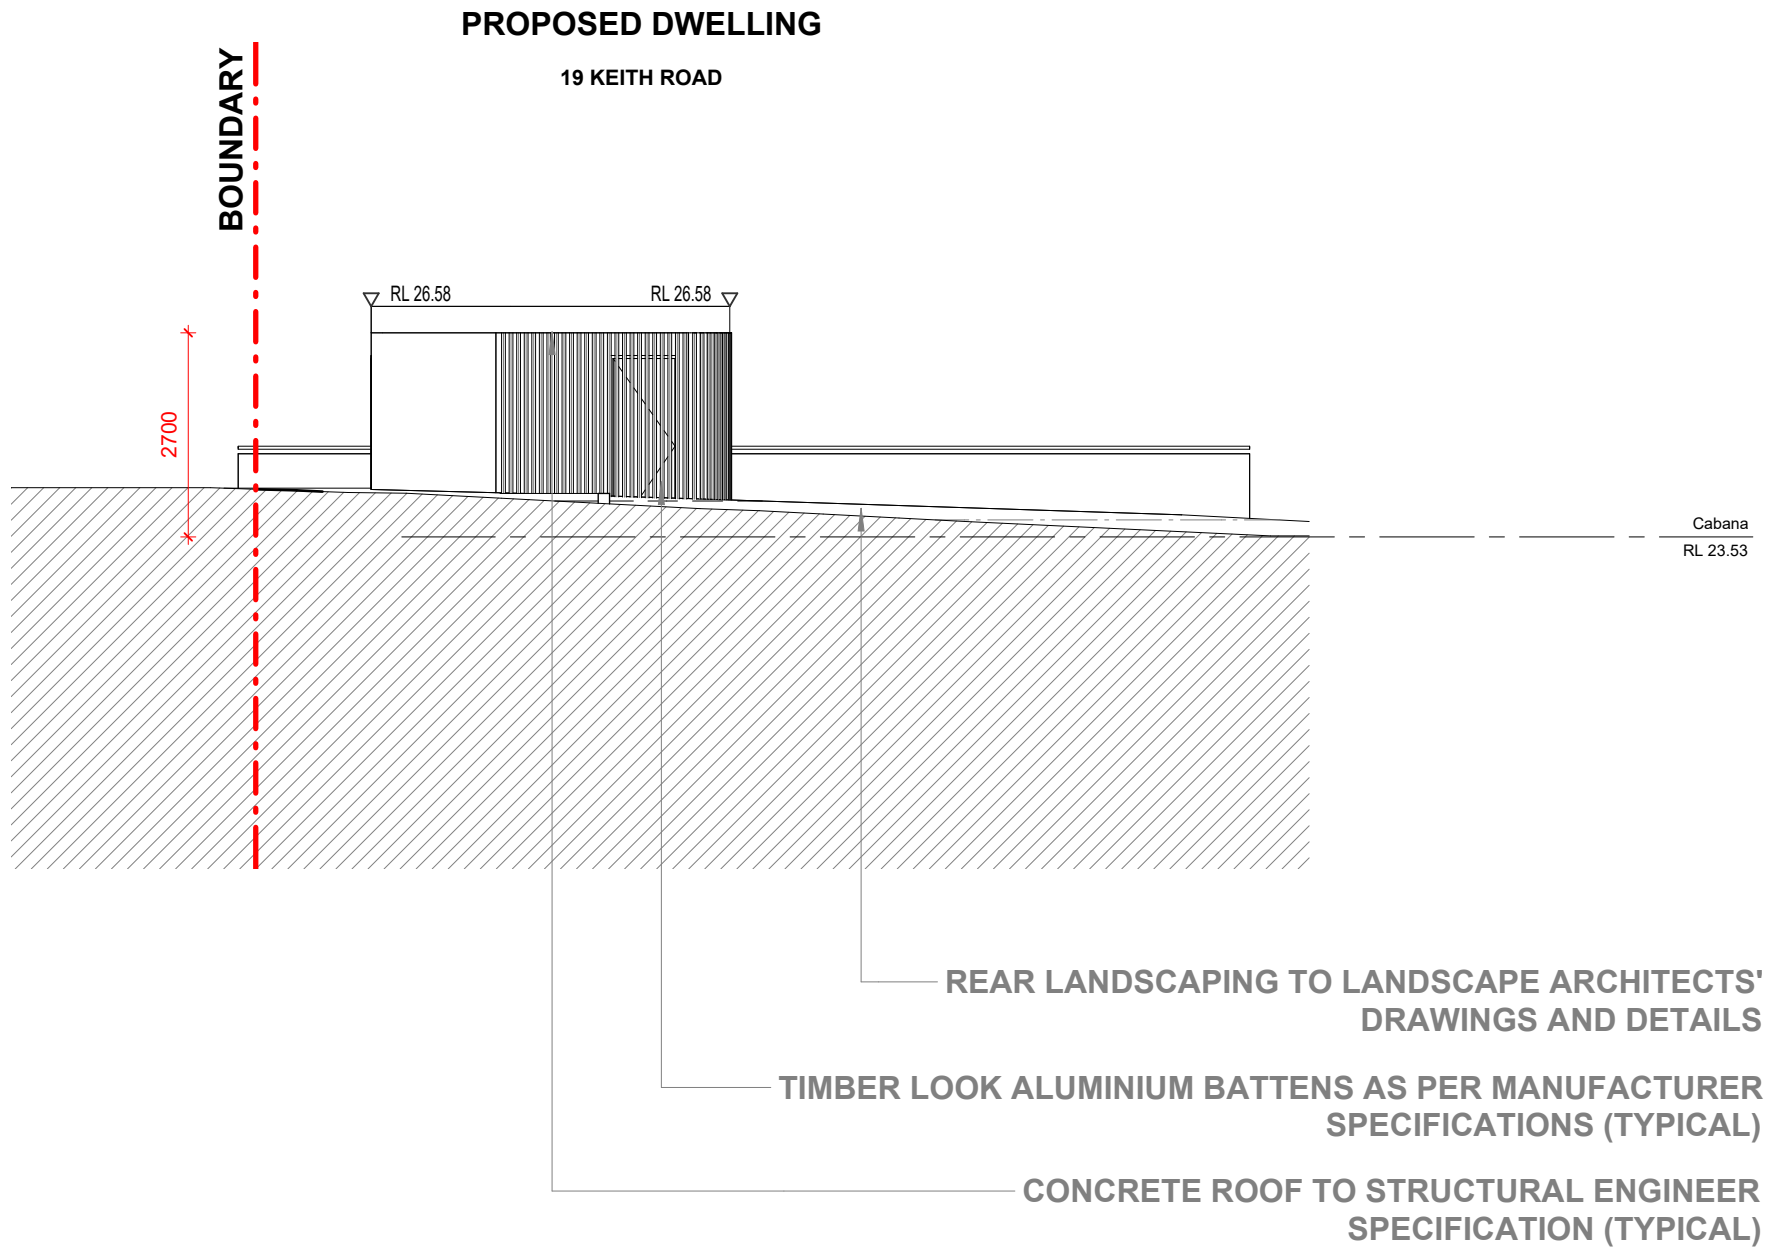 PROPOSED DWELLING
19 KEITH ROAD
BOUNDARY
RL 26.58
RL 26.58
2700
Cabana
RL 23.53
REAR LANDSCAPING TO LANDSCAPE ARCHITECTS'
DRAWINGS AND DETAILS
TIMBER LOOK ALUMINIUM BATTENS AS PER MANUFACTURER
SPECIFICATIONS (TYPICAL)
CONCRETE ROOF TO STRUCTURAL ENGINEER
SPECIFICATION (TYPICAL)